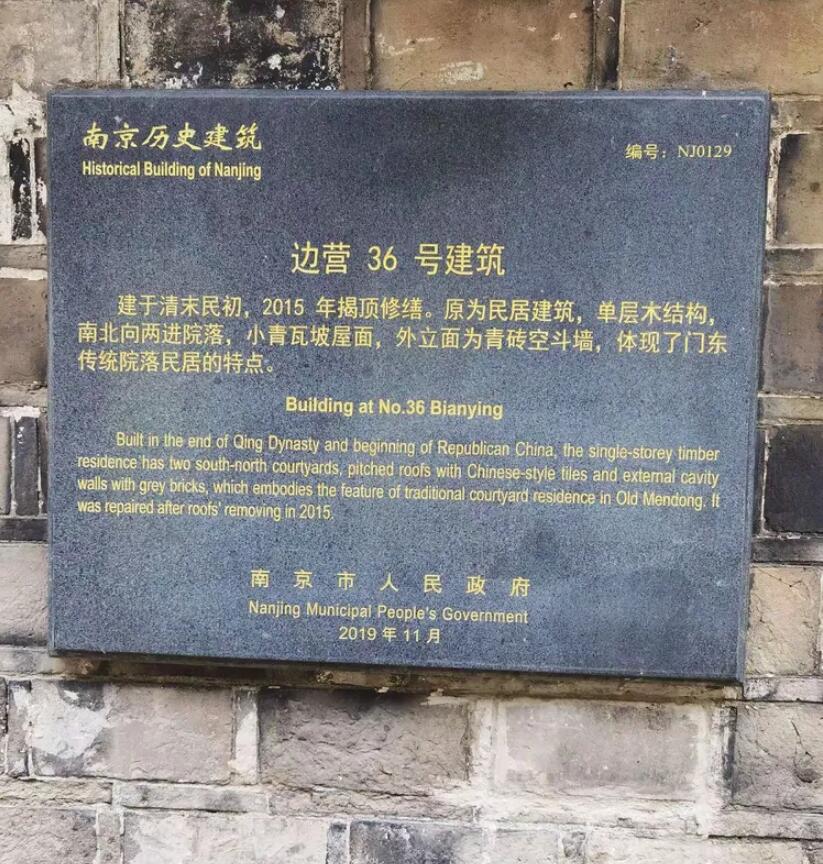 南京历史建筑
Historical Building of Nanjing
编号：NJ0129
边营 36 号建筑
建于清末民初，2015 年揭顶修缮。原为民居建筑，单层木结构，
南北向两进院落，小青瓦坡屋面，外立面为青砖空斗墙，体现了门东
传统院落民居的特点。
Building at No.36 Bianying
Built in the end of Qing Dynasty and beginning of Republican China, the single-storey timber
residence has two south-north courtyards, pitched roofs with Chinese-style tiles and external cavity
walls with grey bricks, which embodies the feature of traditional courtyard residence in Old Mendong. It
was repaired after roofs' removing in 2015.
南京市人民政府
Nanjing Municipal People's Government
2019 年 11 月